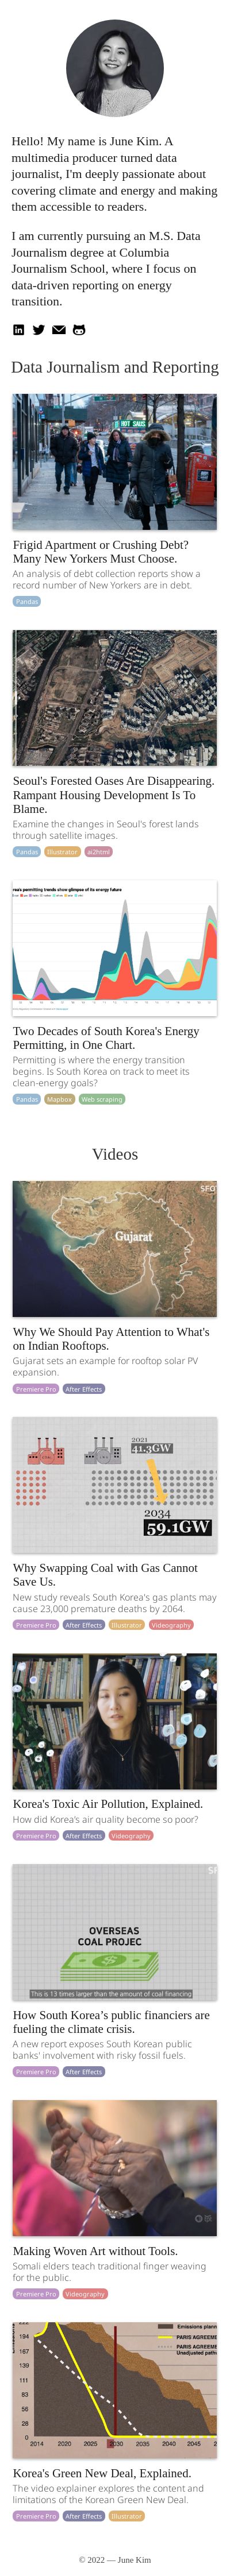 Hello! My name is June Kim. A
multimedia producer turned data
journalist, I'm deeply passionate about
covering climate and energy and making
them accessible to readers.
I am currently pursuing an M.S. Data
Journalism degree at Columbia
Journalism School, where I focus on
data-driven reporting on energy
transition.
Data Journalism and Reporting
HOT SUBS
Frigid Apartment or Crushing Debt?
Many New Yorkers Must Choose.
An analysis of debt collection reports show a
record number of New Yorkers are in debt.
Pandas
Seoul's Forested Oases Are Disappearing.
Rampant Housing Development Is To
Blame.
Examine the changes in Seoul's forest lands
through satellite images.
Pandas Illustrator ai2html
permitting trends show glimpse of its energy future
Two Decades of South Korea's Energy
Permitting, in One Chart.
Permitting is where the energy transition
begins. Is South Korea on track to meet its
clean-energy goals?
Pandas Mapbox Web scraping
Videos
Gujarat
Why We Should Pay Attention to What's
on Indian Rooftops.
Gujarat sets an example for rooftop solar PV
expansion.
Premiere Pro After Effects
2021
41.3GW
2034
59.1GW
Why Swapping Coal with Gas Cannot
Save Us.
New study reveals South Korea's gas plants may
cause 23,000 premature deaths by 2064.
Premiere Pro After Effects Illustrator Videography
Korea's Toxic Air Pollution, Explained.
How did Korea’s air quality become so poor?
Premiere Pro After Effects Videography
OVERSEAS
COAL PROJEC
This is 13 times larger than the amount of coal financing
How South Korea’s public financiers are
fueling the climate crisis.
A new report exposes South Korean public
banks' involvement with risky fossil fuels.
Premiere Pro After Effects
Making Woven Art without Tools.
Somali elders teach traditional finger weaving
for the public.
Premiere Pro Videography
Emissions plann
PARIS AGREEME
PARIS AGREEME
Unadjusted path
194
167
139
111
83
56
28
0
2014 2020 2025 2030 2035 2040 2045
Korea's Green New Deal, Explained.
The video explainer explores the content and
limitations of the Korean Green New Deal.
Premiere Pro After Effects Illustrator
© 2022 — June Kim